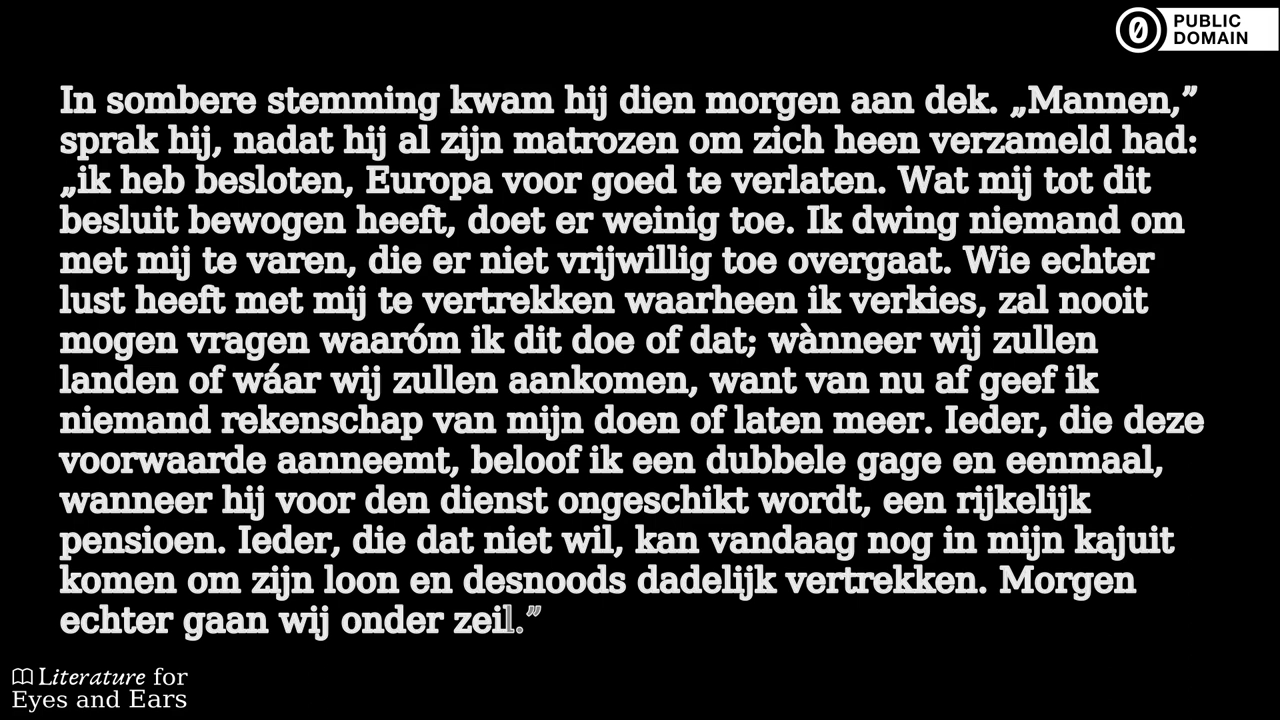 PUBLIC
DOMAIN
In sombere stemming kwam hij dien morgen aan dek. „Mannen,”
sprak hij, nadat hij al zijn matrozen om zich heen verzameld had:
„ik heb besloten, Europa voor goed te verlaten. Wat mij tot dit
besluit bewogen heeft, doet er weinig toe. Ik dwing niemand om
met mij te varen, die er niet vrijwillig toe overgaat. Wie echter
lust heeft met mij te vertrekken waarheen ik verkies, zal nooit
mogen vragen waaróm ik dit doe of dat; wànneer wij zullen
landen of wáar wij zullen aankomen, want van nu af geef ik
niemand rekenschap van mijn doen of laten meer. Ieder, die deze
voorwaarde aanneemt, beloof ik een dubbele gage en eenmaal,
wanneer hij voor den dienst ongeschikt wordt, een rijkelijk
pensioen. Ieder, die dat niet wil, kan vandaag nog in mijn kajuit
komen om zijn loon en desnoods dadelijk vertrekken. Morgen
echter gaan wij onder zeil.”
Literature for
Eyes and Ears